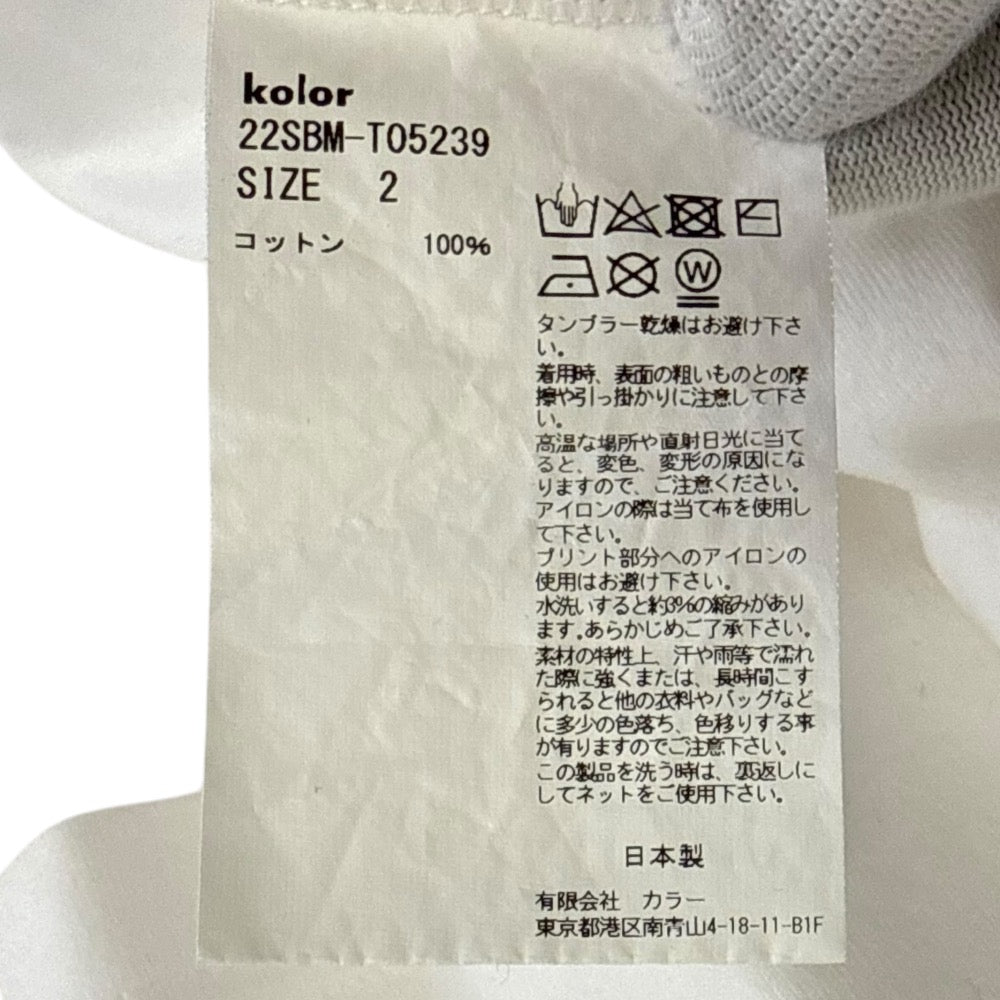 kolor
22SBM-T05239
SIZE 2
コットン 100%
W
タンブラー乾燥はお避け下さ
い。
着用時、表面の粗いものとの摩
擦や引っ掛かりに注意して下さ
い。
高温な場所や直射日光に当て
ると、変色、変形の原因にな
りますので、ご注意ください。
アイロンの際は当て布を使用し
て下さい。
プリント部分へのアイロンの
使用はお避け下さい。
水洗いすると約3%の縮みがあり
ます。あらかじめご了承下さい。
素材の特性上、汗や雨等で濡れ
た際に強くまたは、長時間こす
られると他の衣料やバッグなど
に多少の色落ち、色移りする事
が有りますのでご注意下さい。
この製品を洗う時は、裏返しに
してネットをご使用下さい。
日本製
有限会社 カラー
東京都港区南青山4-18-11-B1F